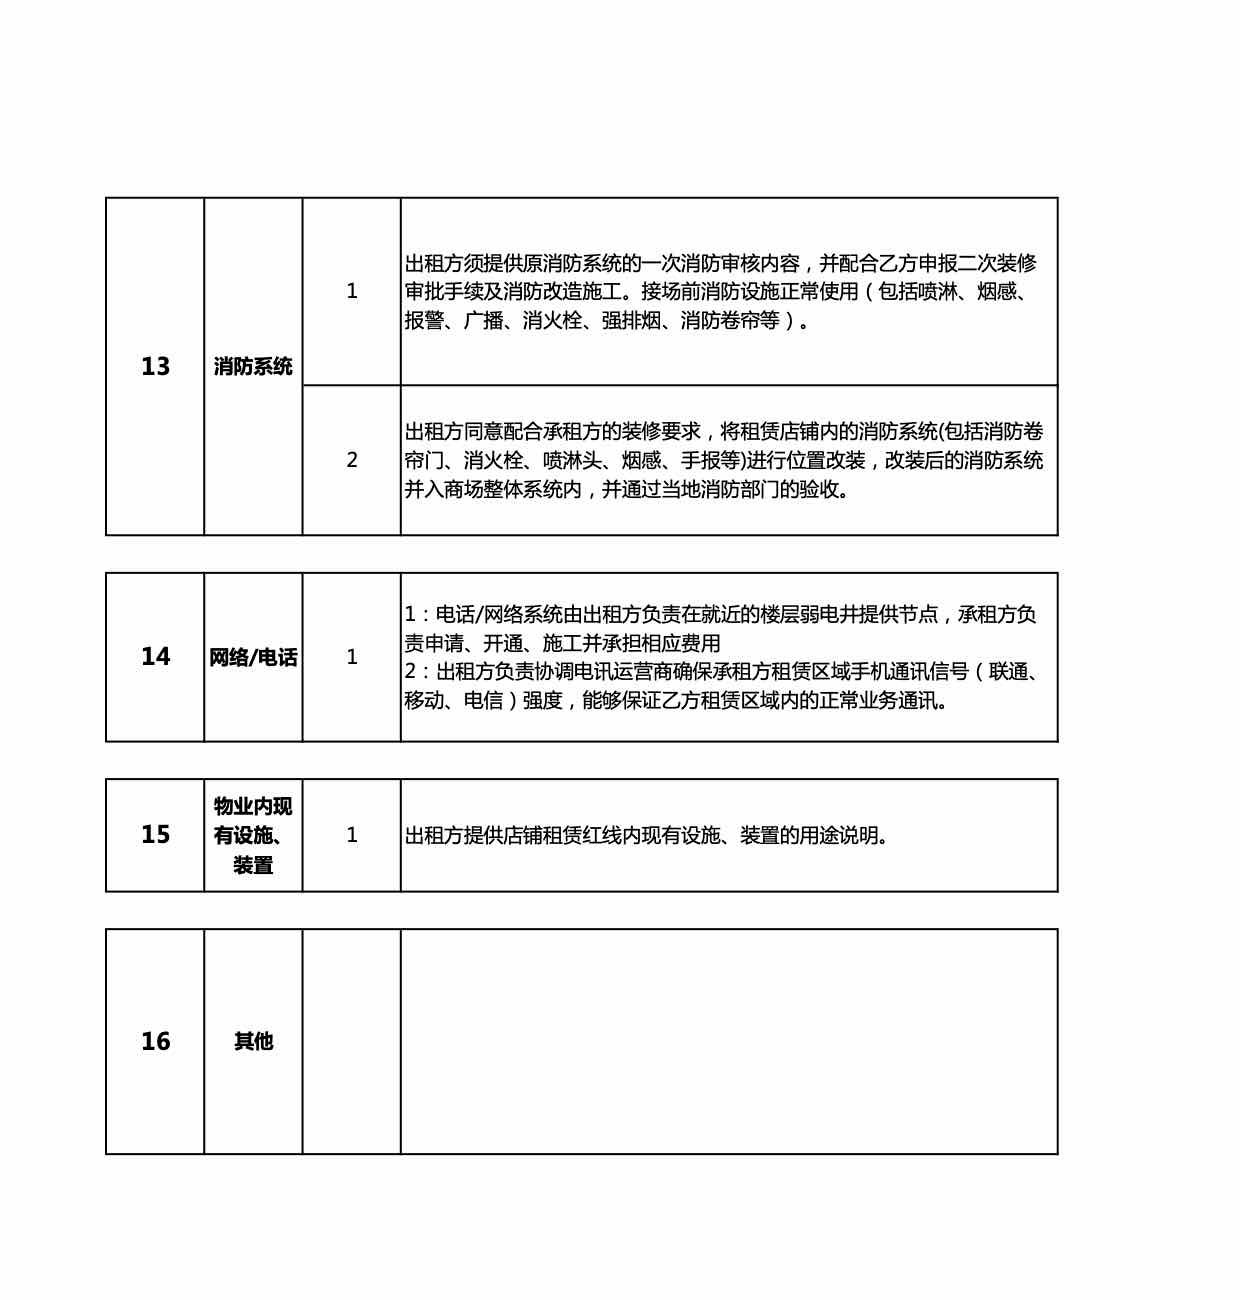 13
消防系统
1
出租方须提供原消防系统的一次消防审核内容，并配合乙方申报二次装修
审批手续及消防改造施工。接场前消防设施正常使用（包括喷淋、烟感、
报警、广播、消火栓、强排烟、消防卷帘等）。
2
出租方同意配合承租方的装修要求，将租赁店铺内的消防系统(包括消防卷
帘门、消火栓、喷淋头、烟感、手报等)进行位置改装，改装后的消防系统
并入商场整体系统内，并通过当地消防部门的验收。
14
网络/电话
1
1：电话/网络系统由出租方负责在就近的楼层弱电井提供节点，承租方负
责申请、开通、施工并承担相应费用
2：出租方负责协调电讯运营商确保承租方租赁区域手机通讯信号（联通、
移动、电信）强度，能够保证乙方租赁区域内的正常业务通讯。
15
物业内现
有设施、
装置
1
出租方提供店铺租赁红线内现有设施、装置的用途说明。
16
其他